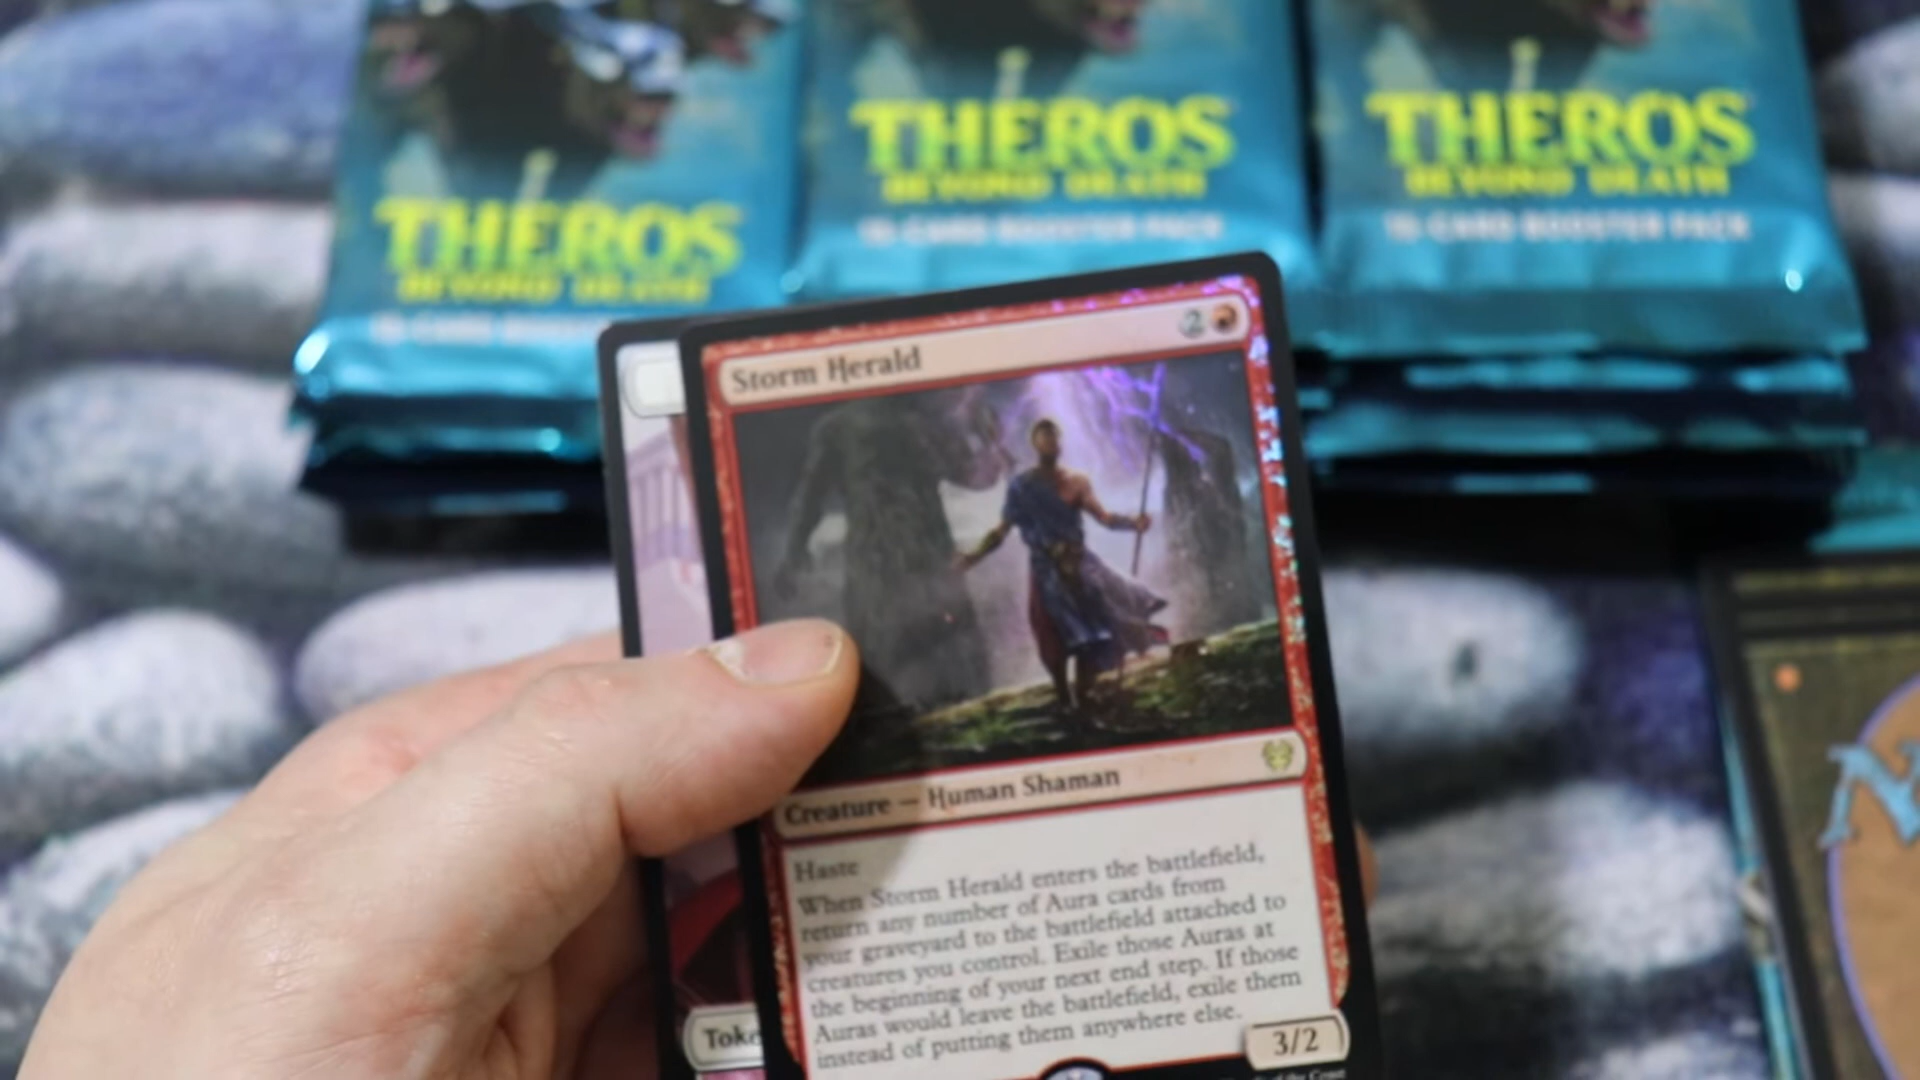 THEROS
BEYOND DEATH
THEROS
BEYOND DEATH
15-CARD BOOSTER PACK
THEROS
BEYOND DEATH
15-CARD BOOSTER PACK
Storm Herald
2
Creature — Human Shaman
Haste
When Storm Herald enters the battlefield,
return any number of Aura cards from
your graveyard to the battlefield attached to
creatures you control. Exile those Auras at
the beginning of your next end step. If those
Auras would leave the battlefield, exile them
instead of putting them anywhere else.
3/2
Toke